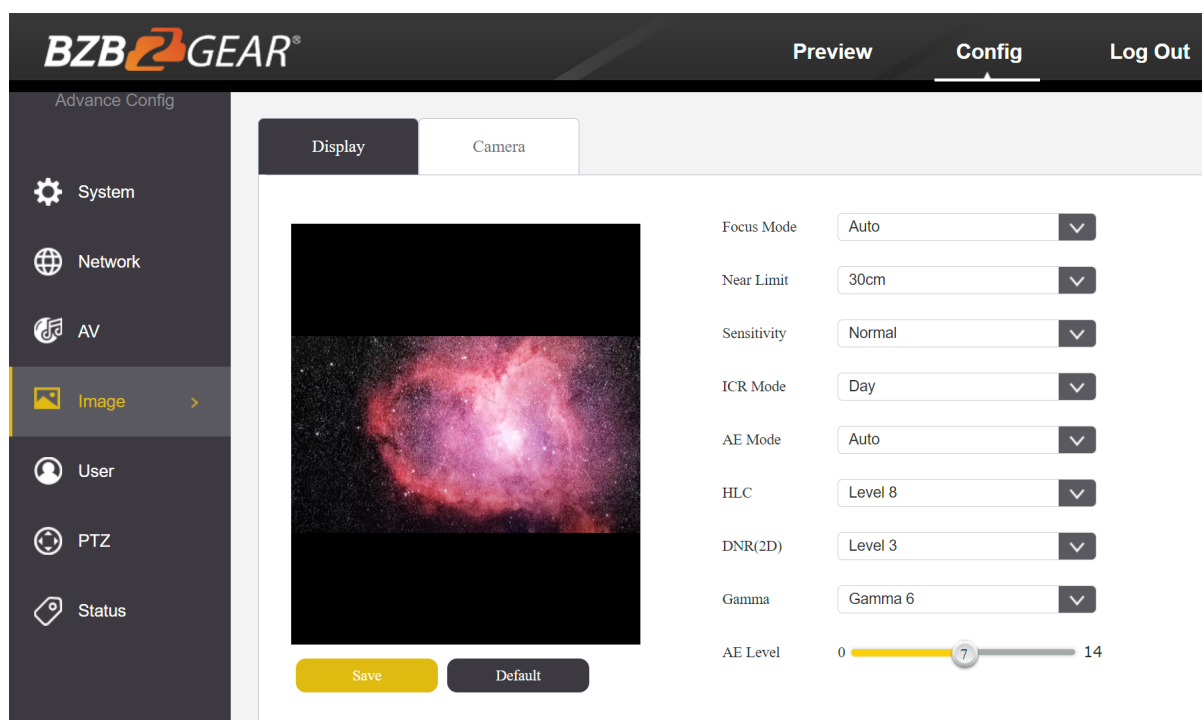 BZBGEAR®
Preview
Config
Log Out
Advance Config
System
Network
AV
Image >
User
PTZ
Status
Display
Camera
Focus Mode Auto
Near Limit 30cm
Sensitivity Normal
ICR Mode Day
AE Mode Auto
HLC Level 8
DNR(2D) Level 3
Gamma Gamma 6
AE Level 0 7 14
Save
Default